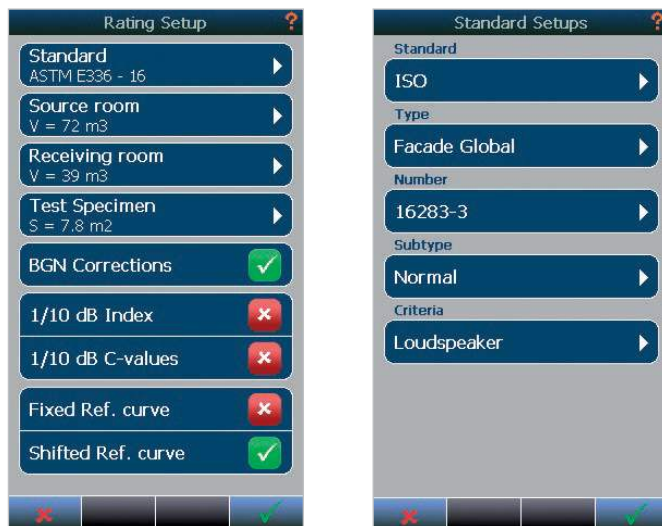 Rating Setup ?
Standard
ASTM E336 - 16
Source room
V = 72 m3
Receiving room
V = 39 m3
Test Specimen
S = 7.8 m2
BGN Corrections
1/10 dB Index
1/10 dB C-values
Fixed Ref. curve
Shifted Ref. curve
Standard Setups ?
Standard
ISO
Type
Facade Global
Number
16283-3
Subtype
Normal
Criteria
Loudspeaker